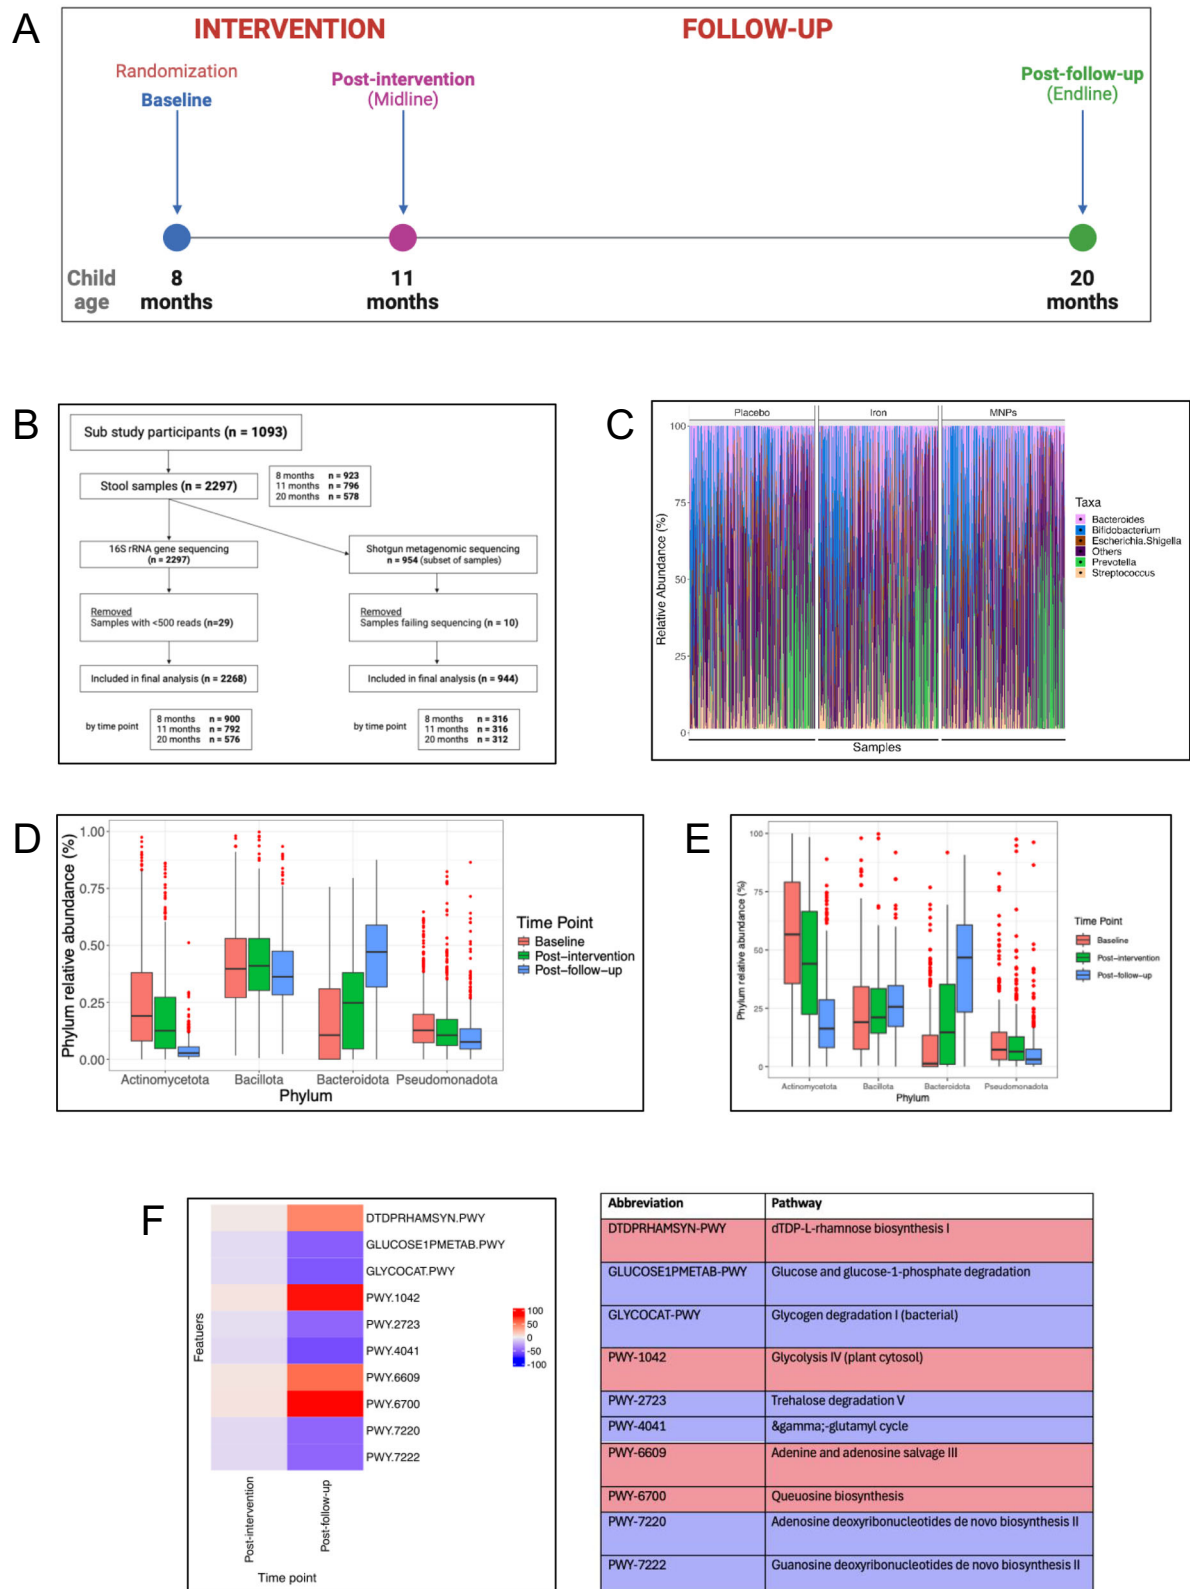 A
INTERVENTION
FOLLOW-UP
Randomization
Baseline
Post-intervention
(Midline)
Post-follow-up
(Endline)
Child
age
8
months
11
months
20
months
B
Sub study participants (n = 1093)
Stool samples (n = 2297)
8 months n = 923
11 months n = 796
20 months n = 578
16S rRNA gene sequencing
(n = 2297)
Shotgun metagenomic sequencing
n = 954 (subset of samples)
Removed
Samples with <500 reads (n=29)
Removed
Samples failing sequencing (n = 10)
Included in final analysis (n = 2268)
Included in final analysis (n = 944)
by time point
8 months n = 900
11 months n = 792
20 months n = 576
by time point
8 months n = 316
11 months n = 316
20 months n = 312
C
Placebo
Iron
MNPs
Relative Abundance (%)
100
75
50
25
0
Samples
Taxa
Bacteroides
Bifidobacterium
Escherichia.Shigella
Others
Prevotella
Streptococcus
D
Phylum relative abundance (%)
1.00
0.75
0.50
0.25
0.00
Actinomycetota
Bacillota
Bacteroidota
Pseudomonadota
Phylum
Time Point
Baseline
Post-intervention
Post-follow-up
E
Phylum relative abundance (%)
100
75
50
25
0
Actinomycetota
Bacillota
Bacteroidota
Pseudomonadota
Phylum
Time Point
Baseline
Post-intervention
Post-follow-up
F
Featuers
DTDPRHAMSYN.PWY
GLUCOSE1PMETAB.PWY
GLYCOCAT.PWY
PWY.1042
PWY.2723
PWY.4041
PWY.6609
PWY.6700
PWY.7220
PWY.7222
100
50
0
-50
-100
Post-intervention
Post-follow-up
Time point
Abbreviation Pathway
DTDPRHAMSYN-PWY dTDP-L-rhamnose biosynthesis I
GLUCOSE1PMETAB-PWY Glucose and glucose-1-phosphate degradation
GLYCOCAT-PWY Glycogen degradation I (bacterial)
PWY-1042 Glycolysis IV (plant cytosol)
PWY-2723 Trehalose degradation V
PWY-4041 &gamma;-glutamyl cycle
PWY-6609 Adenine and adenosine salvage III
PWY-6700 Queuosine biosynthesis
PWY-7220 Adenosine deoxyribonucleotides de novo biosynthesis II
PWY-7222 Guanosine deoxyribonucleotides de novo biosynthesis II